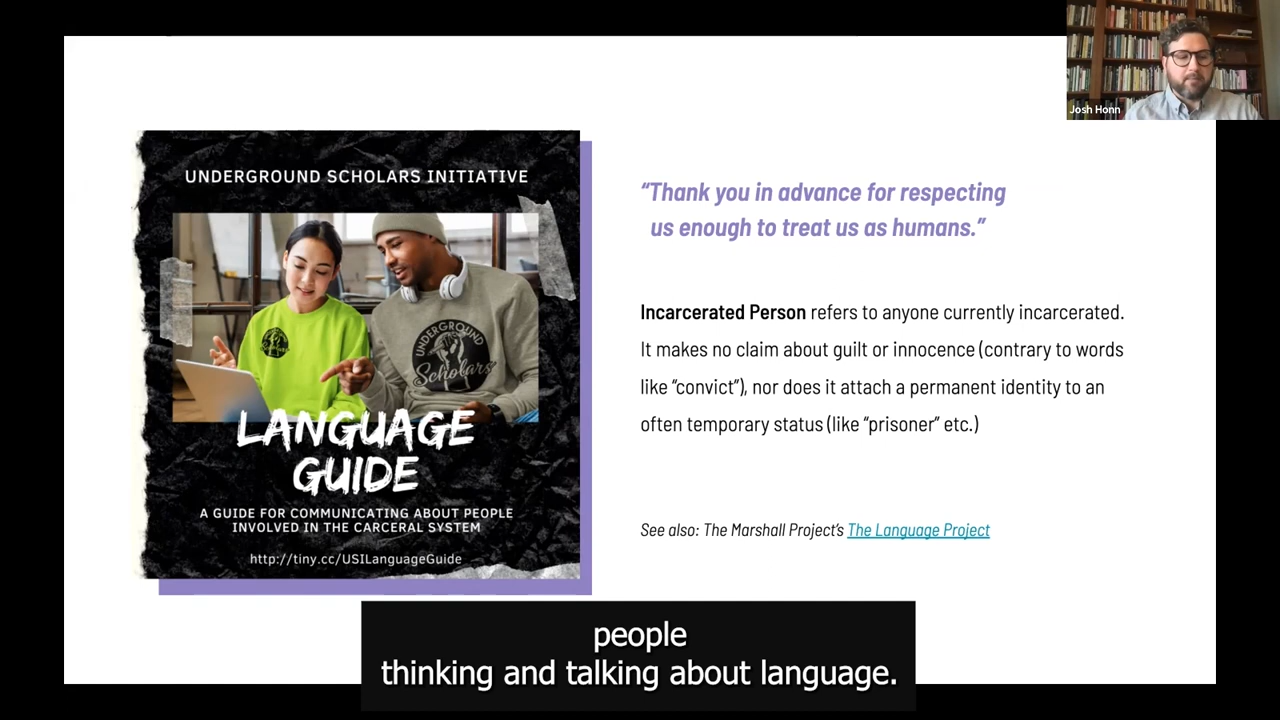 Josh Honn
UNDERGROUND SCHOLARS INITIATIVE
UNDERGROUND
Scholars
LANGUAGE
GUIDE
A GUIDE FOR COMMUNICATING ABOUT PEOPLE
INVOLVED IN THE CARCERAL SYSTEM
http://tiny.cc/USILanguageGuide
“Thank you in advance for respecting
us enough to treat us as humans.”
Incarcerated Person refers to anyone currently incarcerated.
It makes no claim about guilt or innocence (contrary to words
like “convict”), nor does it attach a permanent identity to an
often temporary status (like “prisoner” etc.)
See also: The Marshall Project’s The Language Project
people
thinking and talking about language.